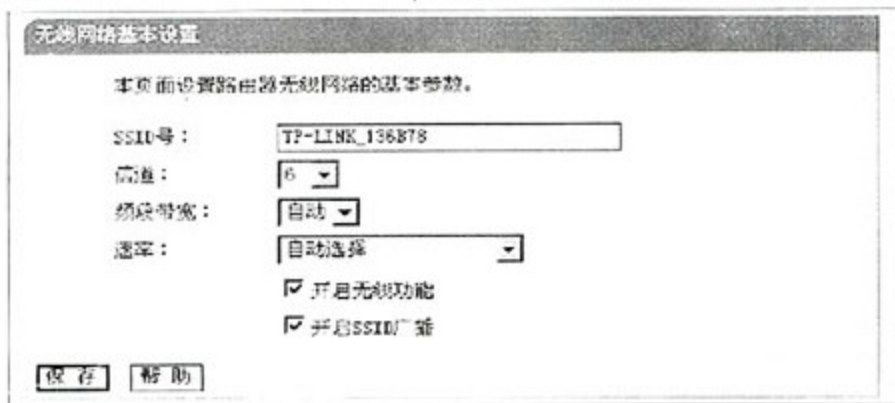 无线网络基本设置
本页面设置路由器无线网络的基本参数。
SSID号： TP-LINK_136B78
信道： 6
频段带宽： 自动
速率： 自动选择
开启无线功能
开启SSID广播
保 存 帮 助